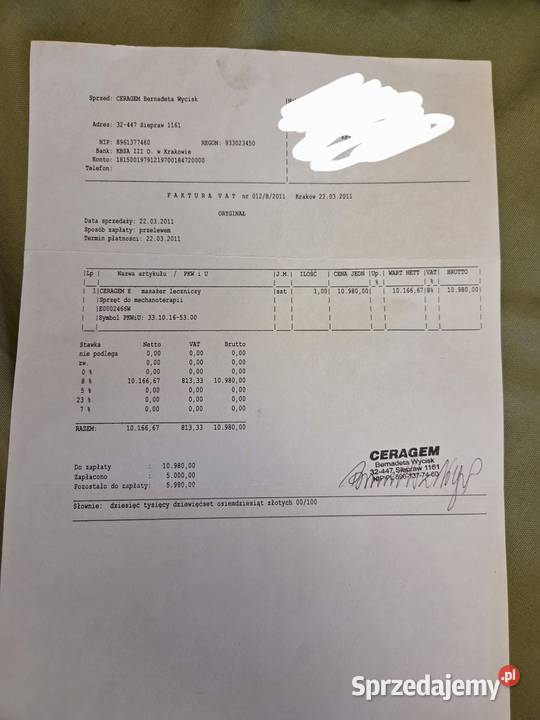 Sprzed: CERAGEM Bernadeta Wycisk
Adres: 32-447 Siepraw 1161
NIP: 8961377460 REGON: 933023450
Bank: KBSA III O. w Krakowie
Konto: 18150019791219700184720000
Telefon:
F A K T U R A V A T nr 012/8/2011 Kraków 22.03.2011
ORYGINAŁ
Data sprzedaży: 22.03.2011
Sposób zapłaty: przelewem
Termin płatności: 22.03.2011
|Lp | Nazwa artykułu / PKW i U |J.M.| ILOŚĆ | CENA JEDN |Up.| WART NETT |VAT| BRUTTO |
% | % |
1|CERAGEM E masażer leczniczy |szt | 1,00| 10.980,00| | 10.166,67| 8%| 10.980,00|
|Sprzęt do mechanoterapii
|E0002466W
|Symbol PKWiU: 33.10.16-53.00
Stawka Netto VAT Brutto
nie podlega 0,00 0,00 0,00
zw. 0,00 0,00 0,00
0 % 0,00 0,00 0,00
8 % 10.166,67 813,33 10.980,00
5 % 0,00 0,00 0,00
23 % 0,00 0,00 0,00
7 % 0,00 0,00 0,00
RAZEM: 10.166,67 813,33 10.980,00
Do zapłaty : 10.980,00
Zapłacono : 5.000,00
Pozostało do zapłaty: 5.980,00
CERAGEM
Bernadeta Wycisk
32-447 Siepraw 1161
NIP PL 896-137-74-60
Słownie: dziesięć tysięcy dziewięćset osiemdziesiąt złotych 00/100
Sprzedajemy.pl